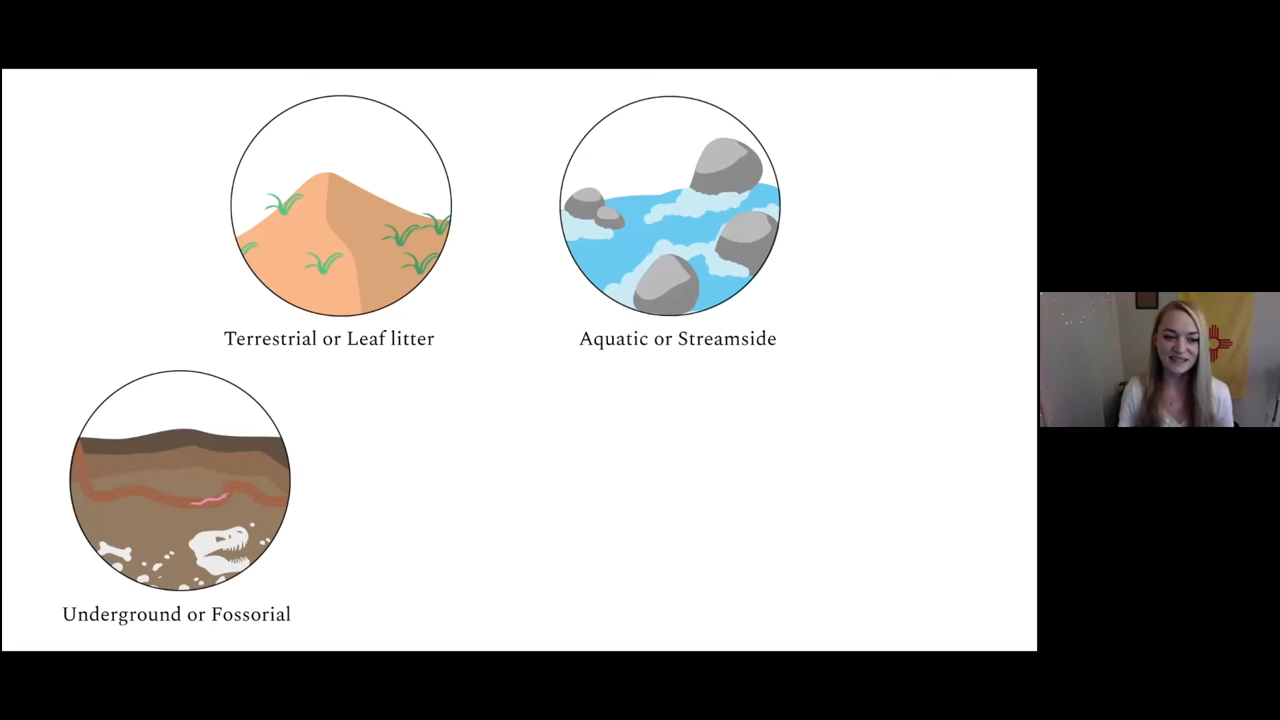 Terrestrial or Leaf litter
Aquatic or Streamside
Underground or Fossorial